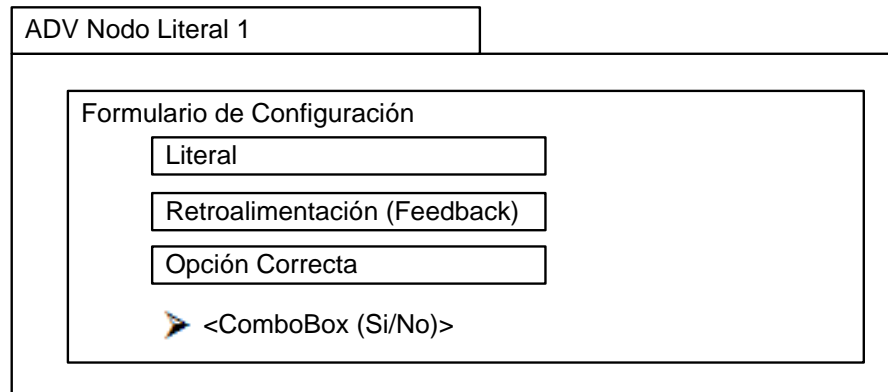 ADV Nodo Literal 1
Formulario de Configuración
Literal
Retroalimentación (Feedback)
Opción Correcta
<ComboBox (Si/No)>